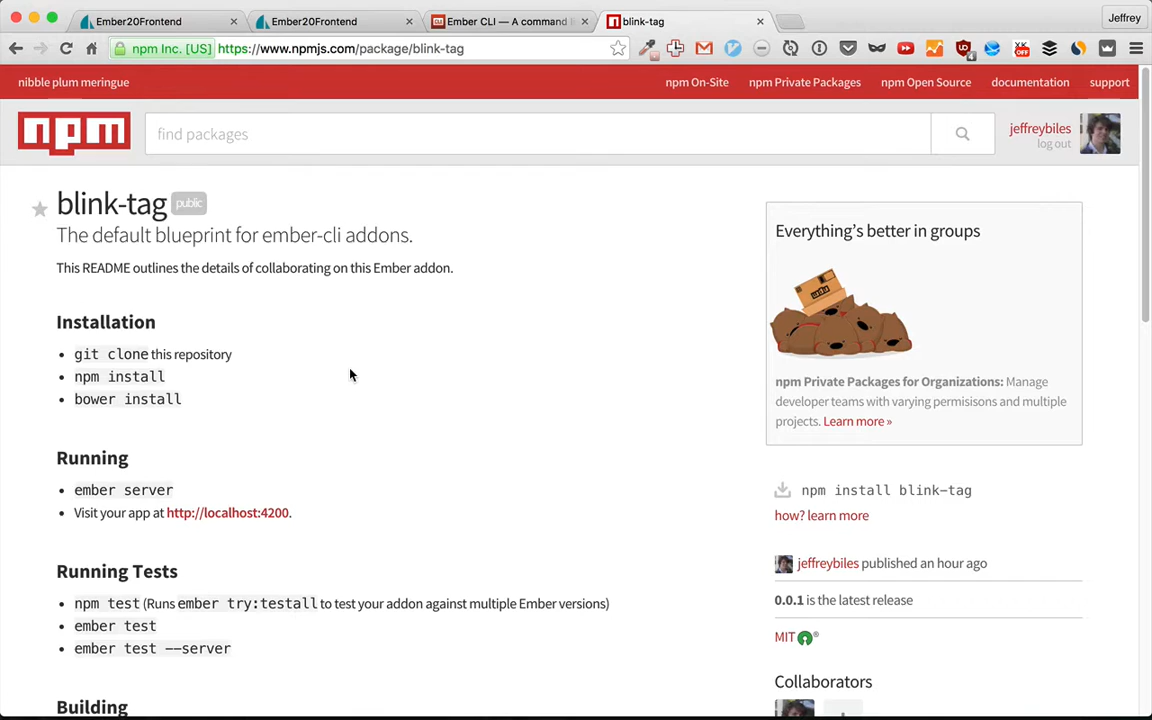 Ember20Frontend
Ember20Frontend
Ember CLI — A command l
blink-tag
Jeffrey
npm Inc. [US]
https://www.npmjs.com/package/blink-tag
nibble plum meringue
npm On-Site
npm Private Packages
npm Open Source
documentation
support
npm
find packages
jeffreybiles
log out
blink-tag public
The default blueprint for ember-cli addons.
This README outlines the details of collaborating on this Ember addon.
Installation
git clone this repository
npm install
bower install
Running
ember server
Visit your app at http://localhost:4200.
Running Tests
npm test (Runs ember try:testall to test your addon against multiple Ember versions)
ember test
ember test --server
Building
Everything's better in groups
npm Private Packages for Organizations: Manage
developer teams with varying permisisons and multiple
projects. Learn more »
npm install blink-tag
how? learn more
jeffreybiles published an hour ago
0.0.1 is the latest release
MIT
Collaborators